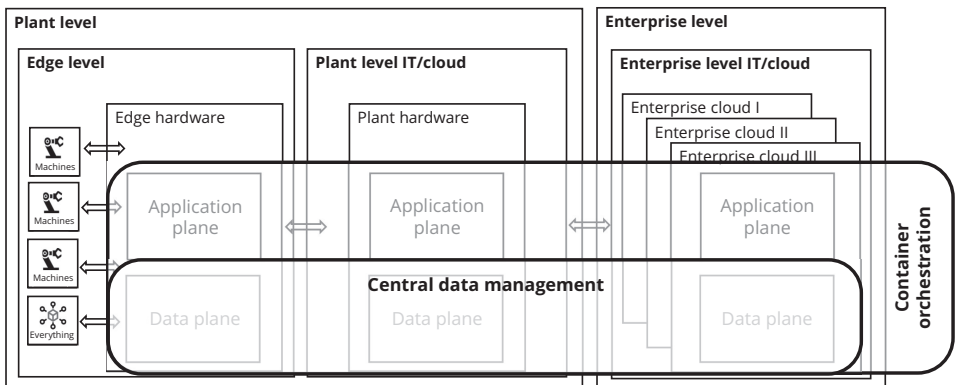 Plant level
Enterprise level
Edge level
Plant level IT/cloud
Enterprise level IT/cloud
Edge hardware
Plant hardware
Enterprise cloud I
Enterprise cloud II
Enterprise cloud III
Machines
Machines
Machines
Everything
Application
plane
Application
plane
Application
plane
Central data management
Data plane
Data plane
Data plane
Container
orchestration